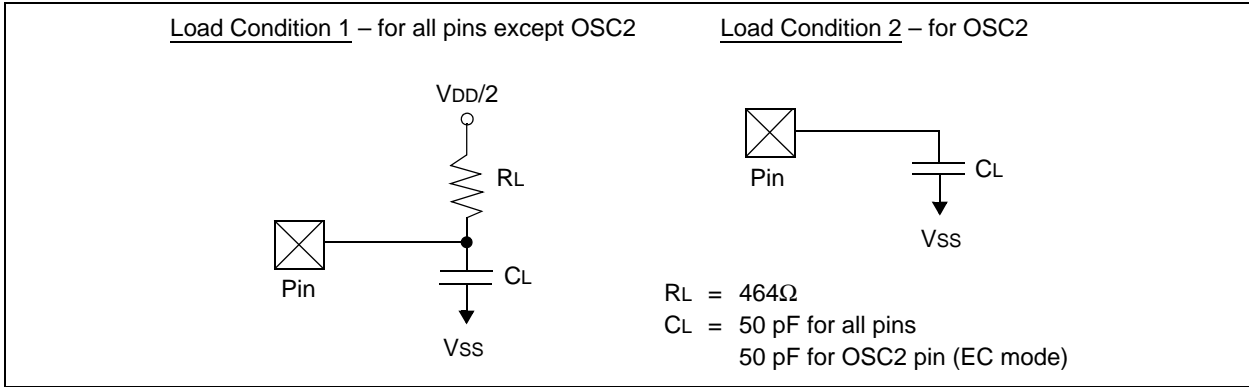 Load Condition 1 – for all pins except OSC2
VDD/2
RL
Pin
CL
VSS
Load Condition 2 – for OSC2
Pin
CL
VSS
RL = 464Ω
CL = 50 pF for all pins
50 pF for OSC2 pin (EC mode)